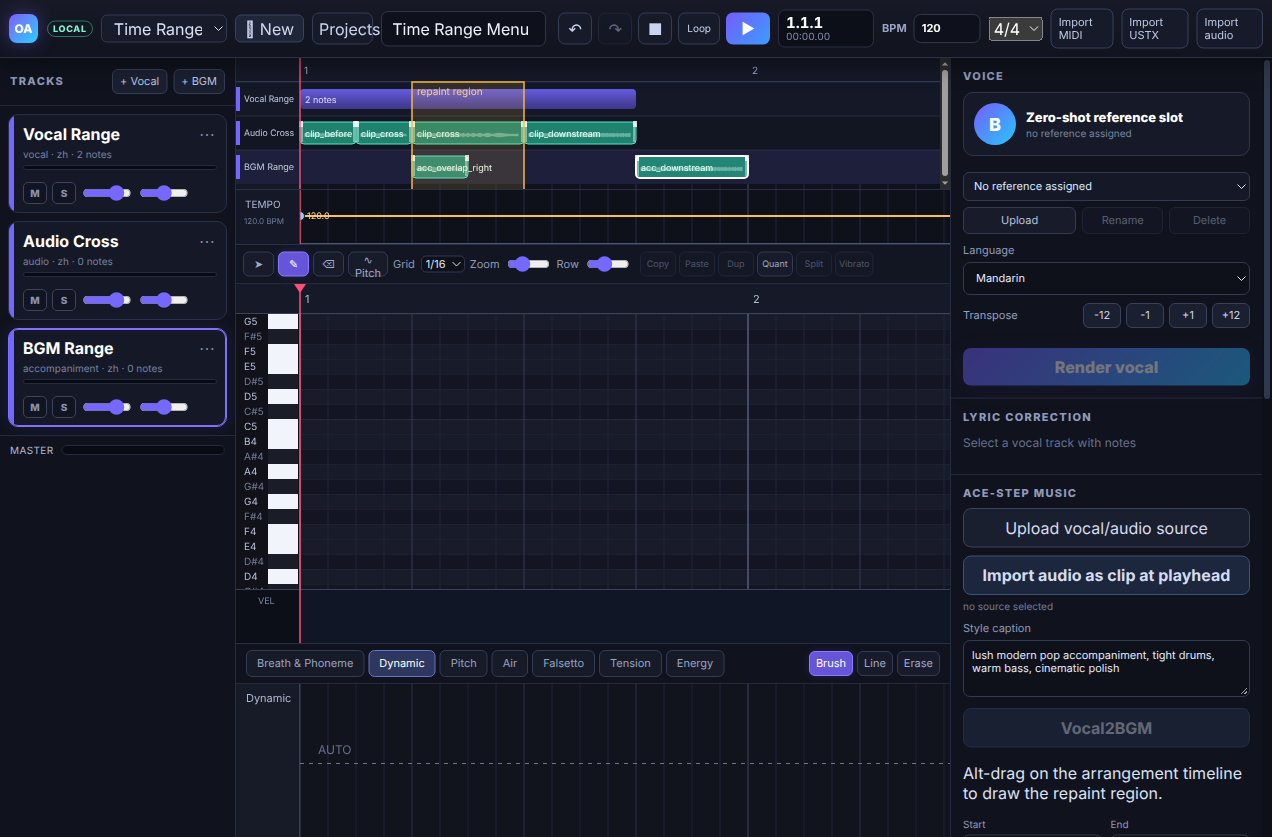 OA LOCAL Time Range New Projects Time Range Menu Loop 1.1.1 00:00.00 BPM 120 4/4 Import MIDI Import USTX Import audio
TRACKS + Vocal + BGM
Vocal Range
vocal · zh · 2 notes
M S
Audio Cross
audio · zh · 0 notes
M S
BGM Range
accompaniment · zh · 0 notes
M S
MASTER
1 2
Vocal Range 2 notes repaint region
Audio Cross clip_before clip_cross clip_cross clip_downstream
BGM Range acc_overlap_right acc_downstream
TEMPO
120.0 BPM 120.0
Pitch Grid 1/16 Zoom Row Copy Paste Dup Quant Split Vibrato
1 2
G5
F#5
F5
E5
D#5
D5
C#5
C5
B4
A#4
A4
G#4
G4
F#4
F4
E4
D#4
D4
VEL
Breath & Phoneme Dynamic Pitch Air Falsetto Tension Energy Brush Line Erase
Dynamic
AUTO
VOICE
B Zero-shot reference slot
no reference assigned
No reference assigned
Upload Rename Delete
Language
Mandarin
Transpose -12 -1 +1 +12
Render vocal
LYRIC CORRECTION
Select a vocal track with notes
ACE-STEP MUSIC
Upload vocal/audio source
Import audio as clip at playhead
no source selected
Style caption
lush modern pop accompaniment, tight drums,
warm bass, cinematic polish
Vocal2BGM
Alt-drag on the arrangement timeline
to draw the repaint region.
Start End